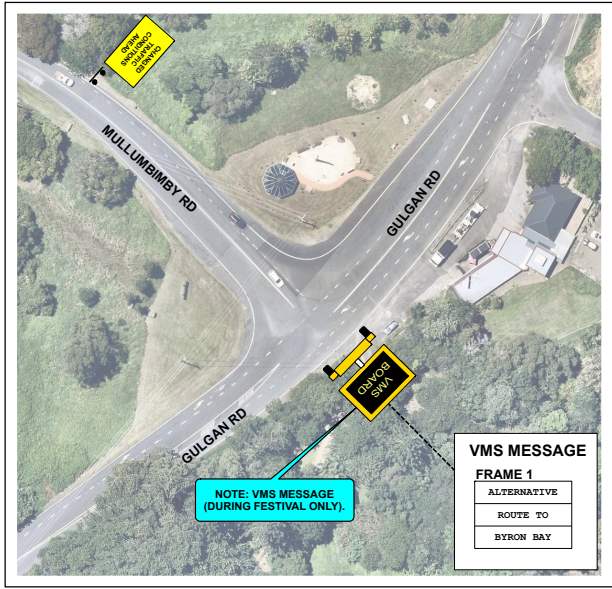 CHANGED
TRAFFIC
CONDITIONS
AHEAD
MULLUMBIMBY RD
GULGAN RD
VMS
BOARD
GULGAN RD
NOTE: VMS MESSAGE
(DURING FESTIVAL ONLY).
VMS MESSAGE
FRAME 1
ALTERNATIVE
ROUTE TO
BYRON BAY